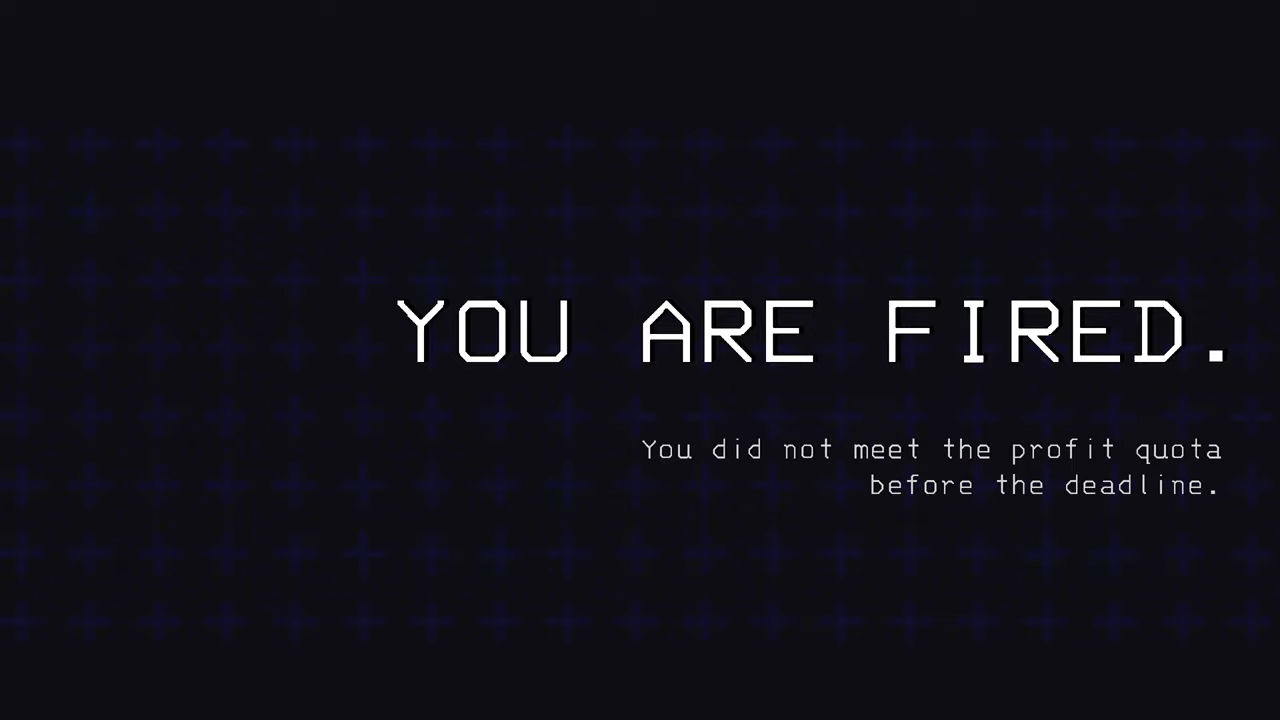 YOU ARE FIRED.
You did not meet the profit quota
before the deadline.